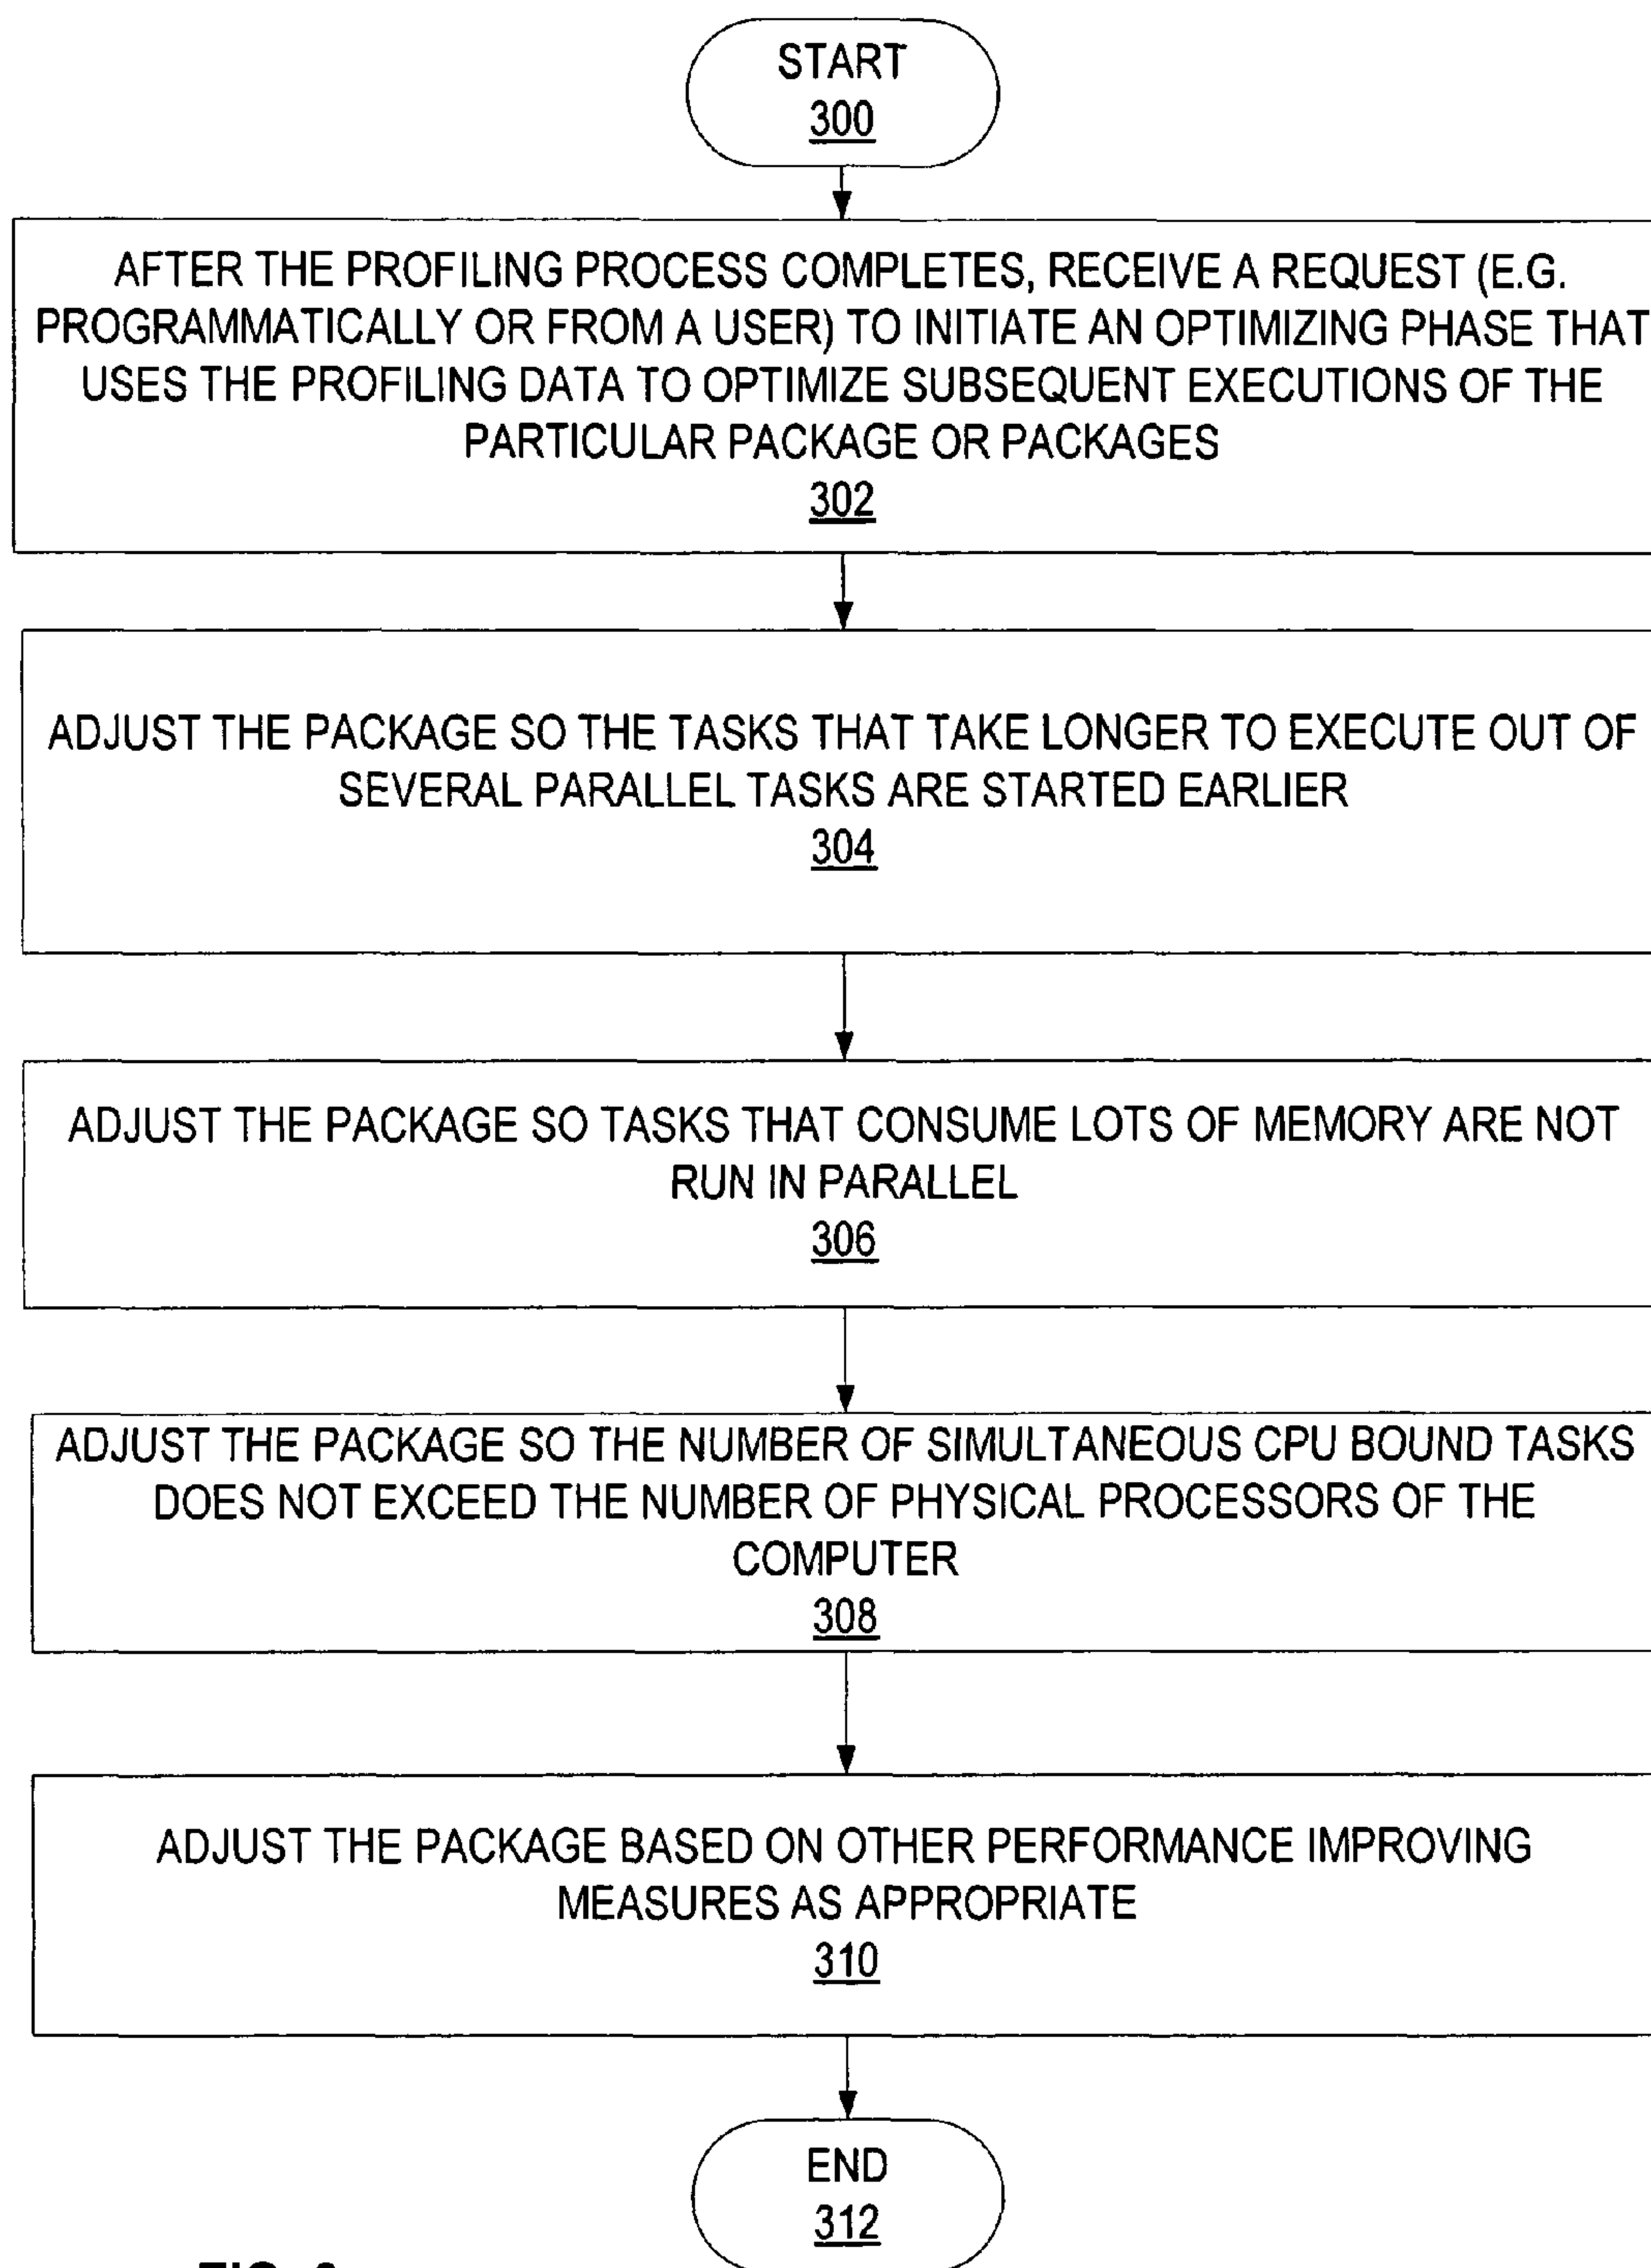 START
300
AFTER THE PROFILING PROCESS COMPLETES, RECEIVE A REQUEST (E.G.
PROGRAMMATICALLY OR FROM A USER) TO INITIATE AN OPTIMIZING PHASE THAT
USES THE PROFILING DATA TO OPTIMIZE SUBSEQUENT EXECUTIONS OF THE
PARTICULAR PACKAGE OR PACKAGES
302
ADJUST THE PACKAGE SO THE TASKS THAT TAKE LONGER TO EXECUTE OUT OF
SEVERAL PARALLEL TASKS ARE STARTED EARLIER
304
ADJUST THE PACKAGE SO TASKS THAT CONSUME LOTS OF MEMORY ARE NOT
RUN IN PARALLEL
306
ADJUST THE PACKAGE SO THE NUMBER OF SIMULTANEOUS CPU BOUND TASKS
DOES NOT EXCEED THE NUMBER OF PHYSICAL PROCESSORS OF THE
COMPUTER
308
ADJUST THE PACKAGE BASED ON OTHER PERFORMANCE IMPROVING
MEASURES AS APPROPRIATE
310
END
312